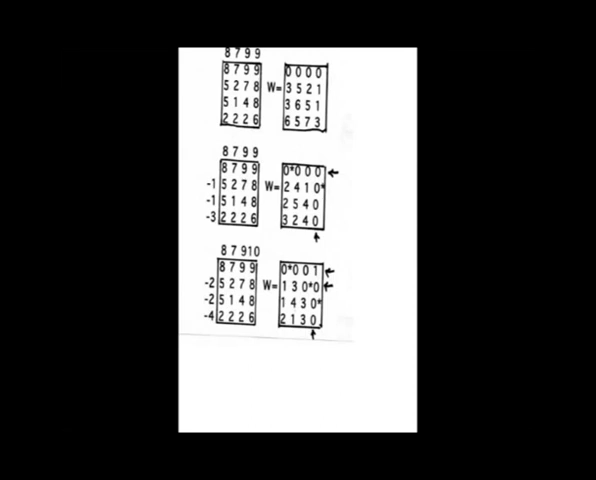 8 7 9 9
8 7 9 9 0 0 0 0
5 2 7 8 W= 3 5 2 1
5 1 4 8 3 6 5 1
2 2 2 6 6 5 7 3
8 7 9 9
8 7 9 9 0*0 0 0 ←
-1 5 2 7 8 W= 2 4 1 0*
-1 5 1 4 8 2 5 4 0
-3 2 2 2 6 3 2 4 0
↑
8 7 9 10
8 7 9 9 0*0 0 1 ←
-2 5 2 7 8 W= 1 3 0*0 ←
-2 5 1 4 8 1 4 3 0*
-4 2 2 2 6 2 1 3 0
↑